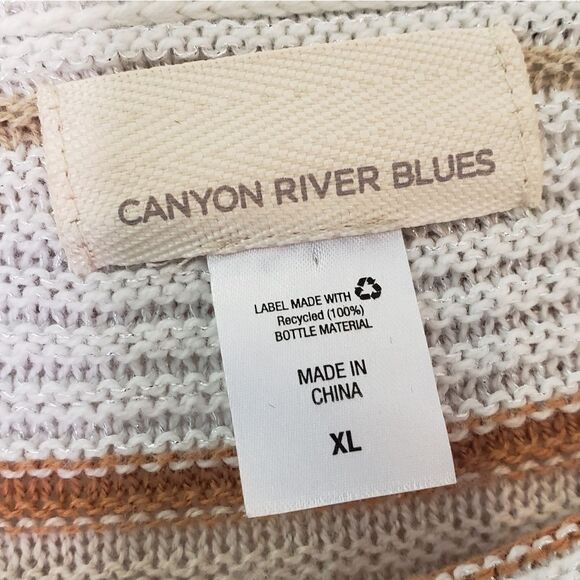 CANYON RIVER BLUES
LABEL MADE WITH
Recycled (100%)
BOTTLE MATERIAL
MADE IN
CHINA
XL